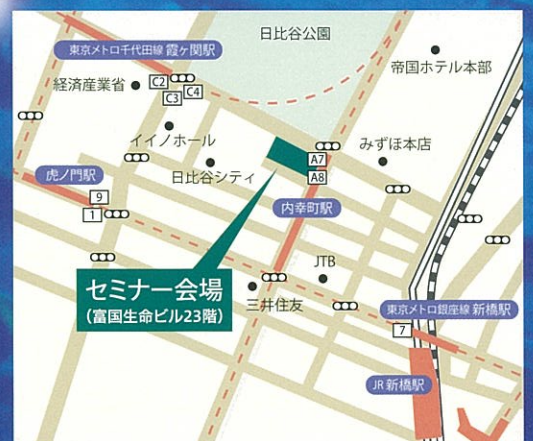 日比谷公園
東京メトロ千代田線 霞ヶ関駅
帝国ホテル本部
経済産業省
C2
C3
C4
イイノホール
みずほ本店
A7
A8
日比谷シティ
虎ノ門駅
9
1
内幸町駅
JTB
セミナー会場
(富国生命ビル23階)
三井住友
東京メトロ銀座線 新橋駅
7
JR新橋駅